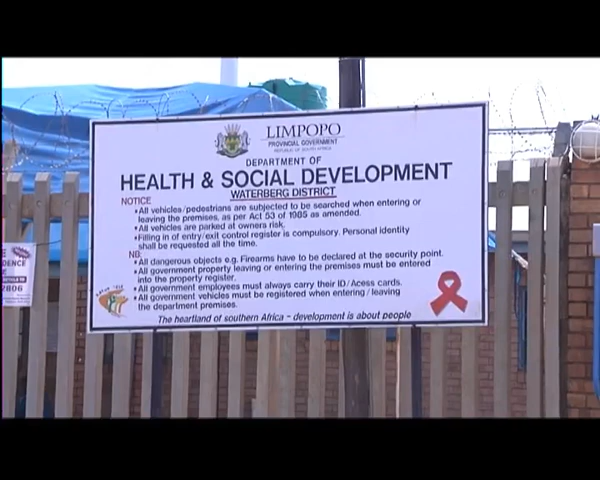 LIMPOPO
PROVINCIAL GOVERNMENT
REPUBLIC OF SOUTH AFRICA
DEPARTMENT OF
HEALTH & SOCIAL DEVELOPMENT
WATERBERG DISTRICT
NOTICE
•All vehicles/pedestrians are subjected to be searched when entering or
leaving the premises, as per Act 53 of 1985 as amended.
•All vehicles are parked at owners risk.
•Filling in of entry/exit control register is compulsory. Personal identity
shall be requested all the time.
NB:
•All dangerous objects e.g. Firearms have to be declared at the security point.
•All government property leaving or entering the premises must be entered
into the property register.
•All government employees must always carry their ID/Acess cards.
•All government vehicles must be registered when entering/leaving
the department premises.
The heartland of southern Africa - development is about people
2806